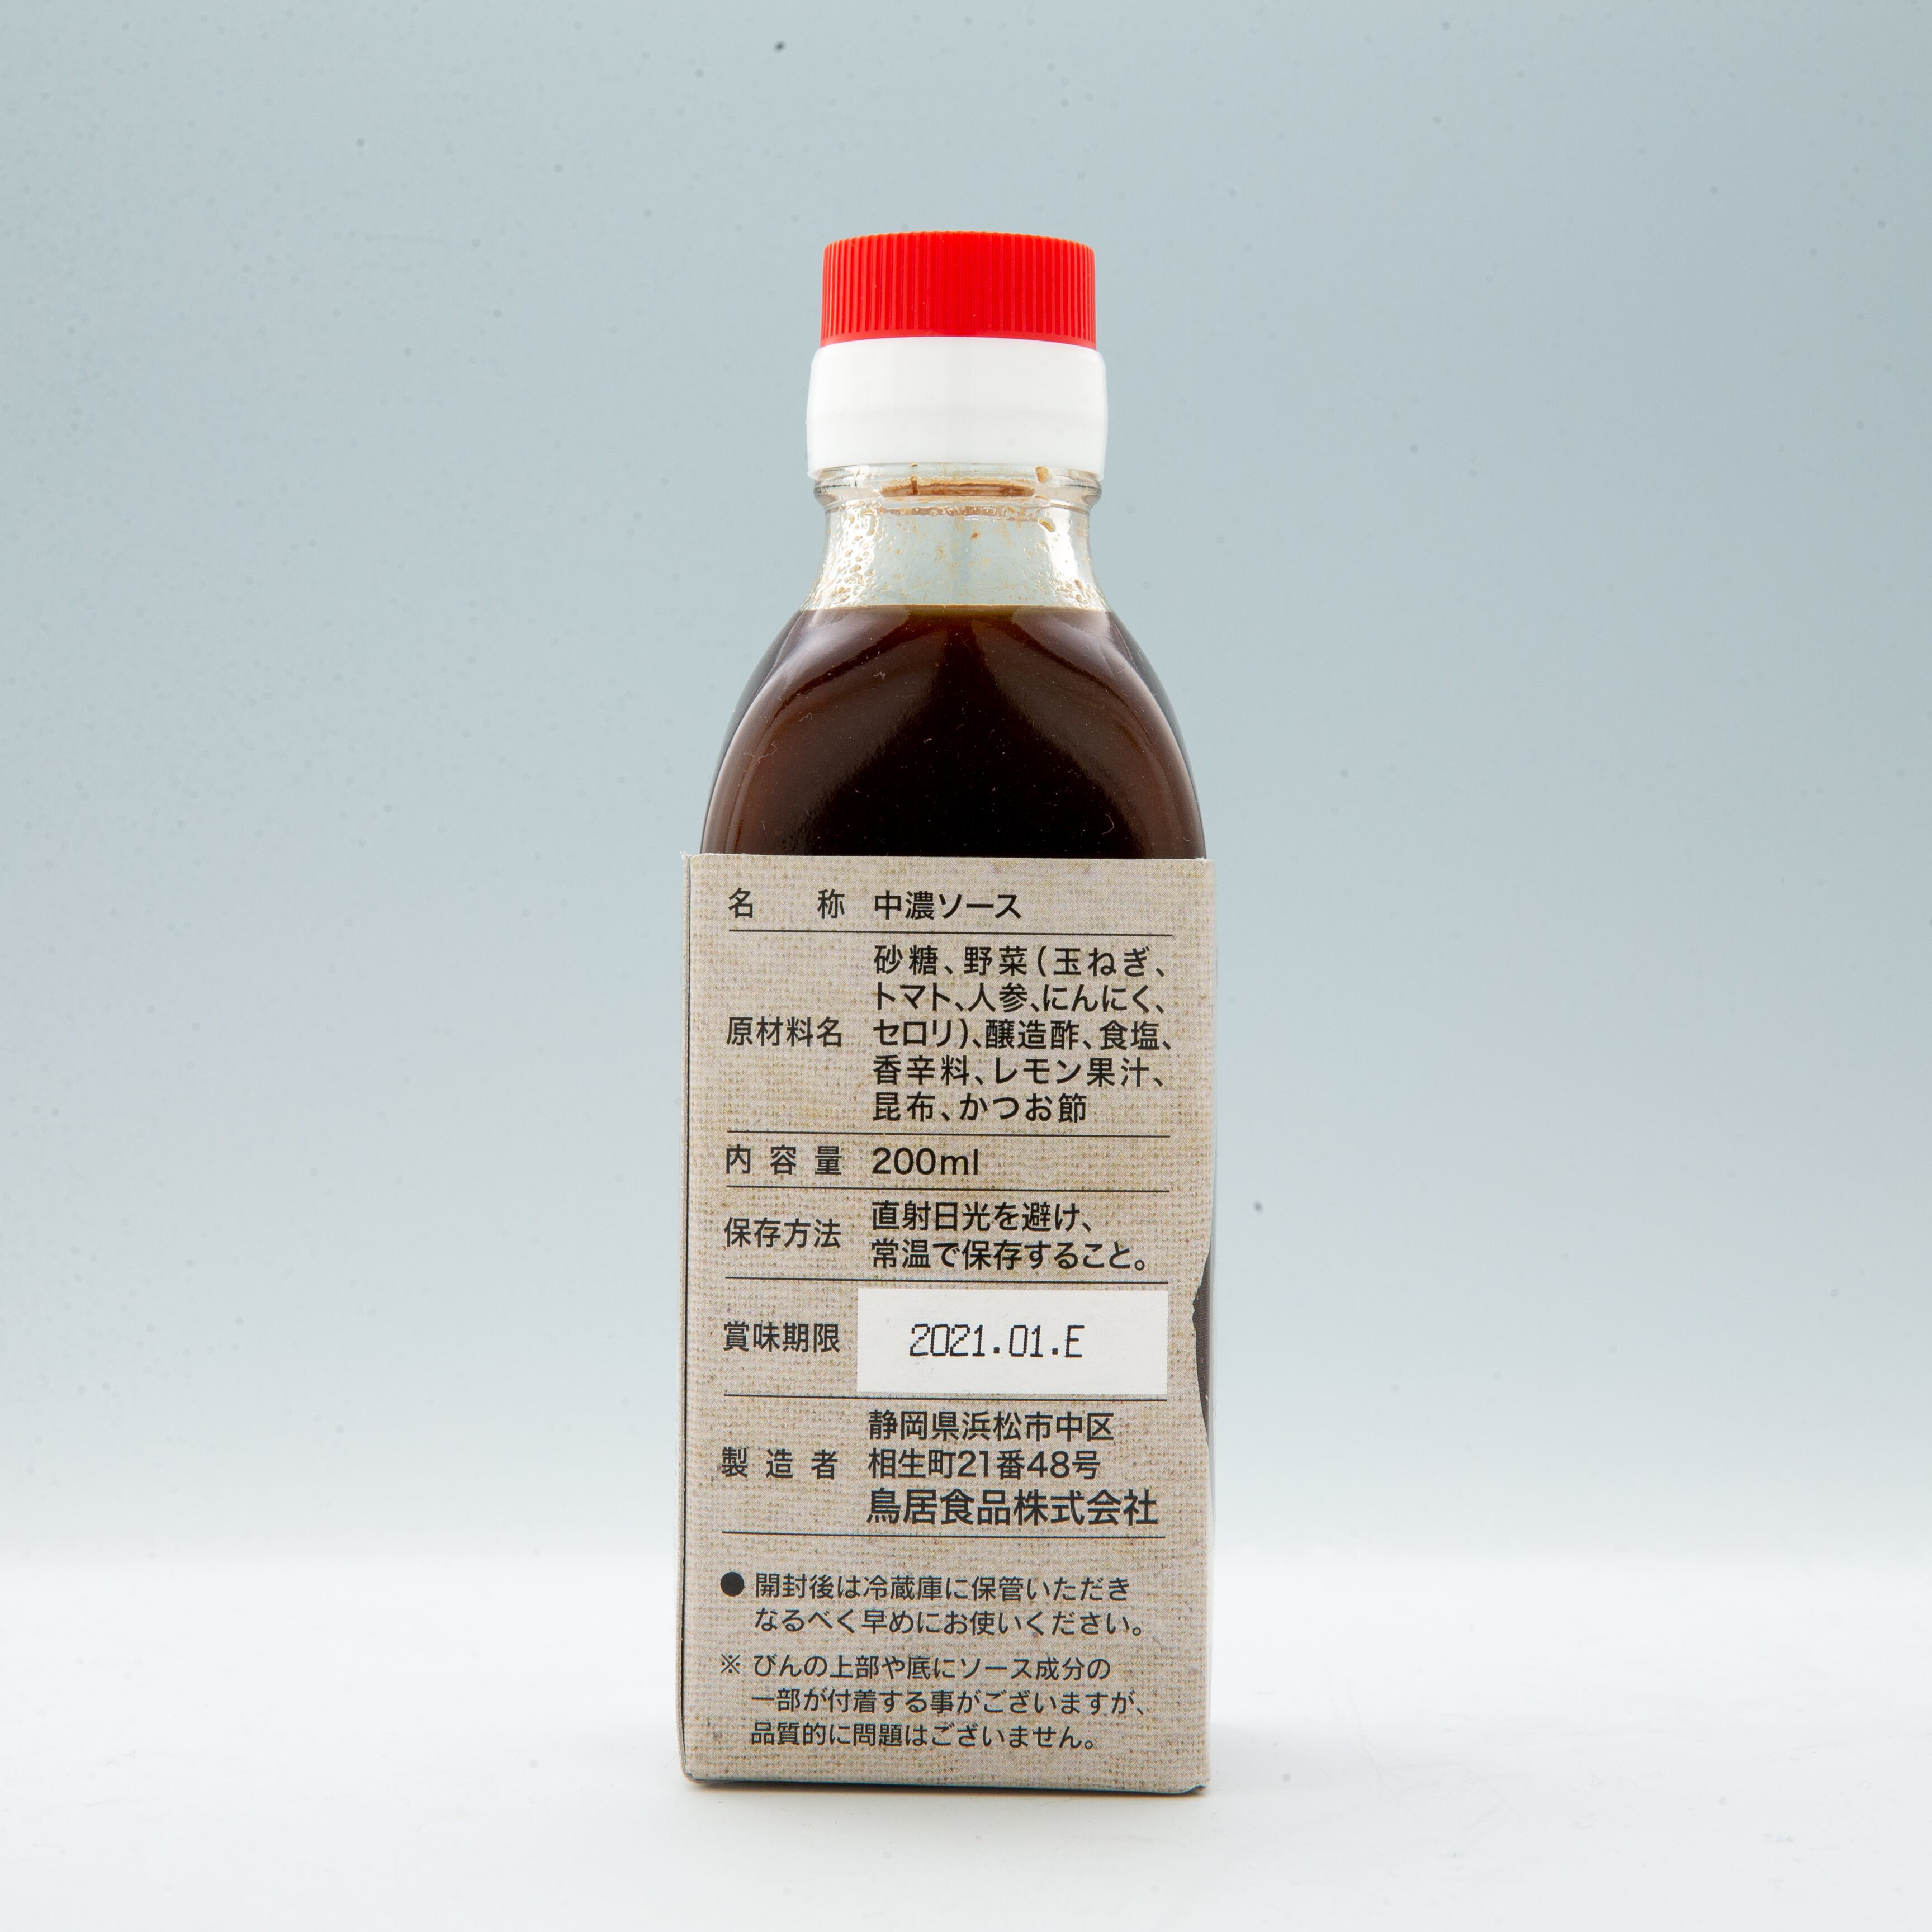 名称 中濃ソース
原材料名 砂糖、野菜(玉ねぎ、
トマト、人参、にんにく、
セロリ)、醸造酢、食塩、
香辛料、レモン果汁、
昆布、かつお節
内容量 200ml
保存方法 直射日光を避け、
常温で保存すること。
賞味期限 2021.01.E
製造者 静岡県浜松市中区
相生町21番48号
鳥居食品株式会社
●開封後は冷蔵庫に保管いただき
なるべく早めにお使いください。
※びんの上部や底にソース成分の
一部が付着する事がございますが、
品質的に問題はございません。